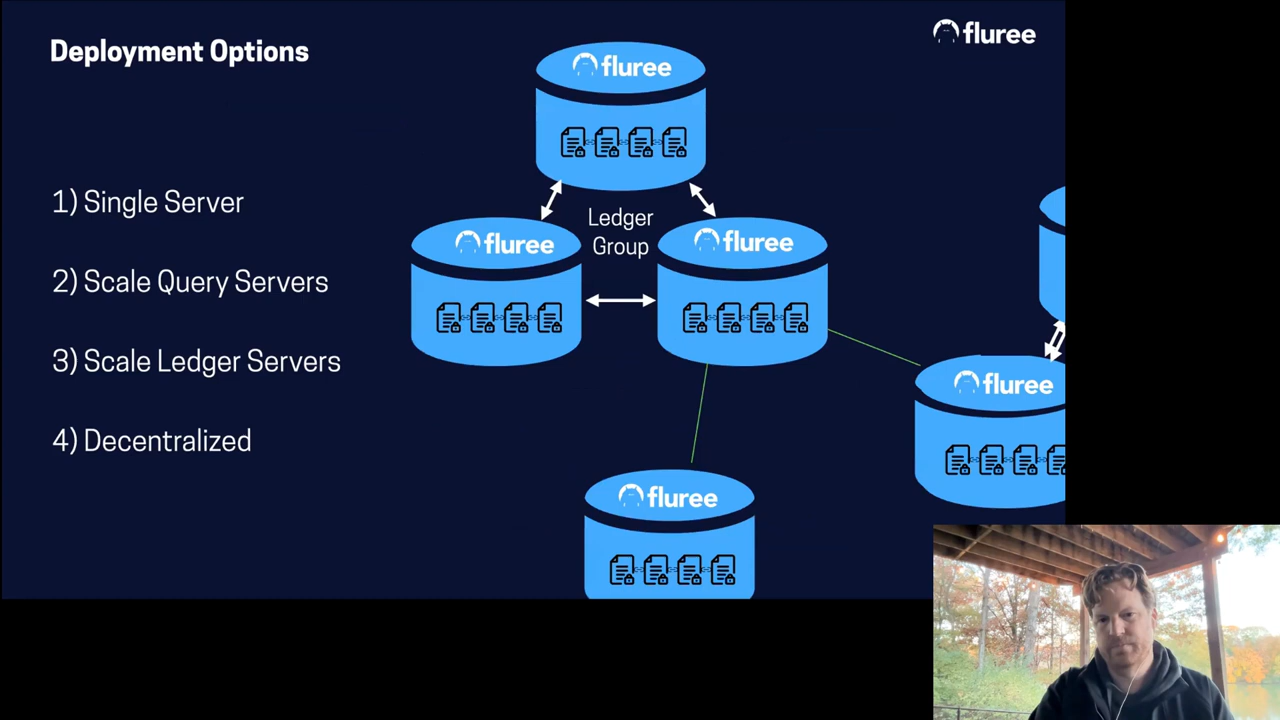 Deployment Options
fluree
fluree
1) Single Server
2) Scale Query Servers
3) Scale Ledger Servers
4) Decentralized
Ledger
Group
fluree
fluree
fluree
fluree